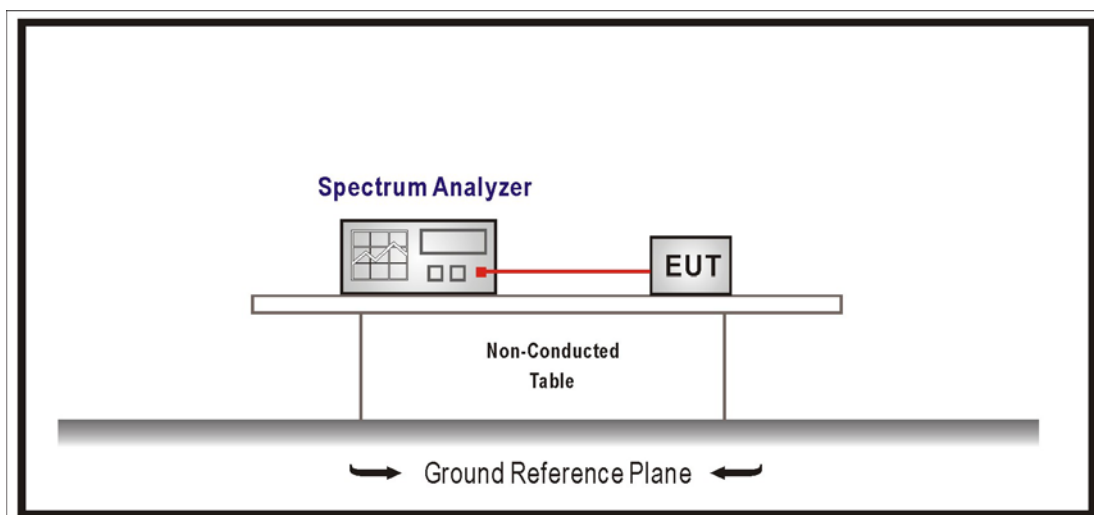 Spectrum Analyzer
EUT
Non-Conducted
Table
Ground Reference Plane